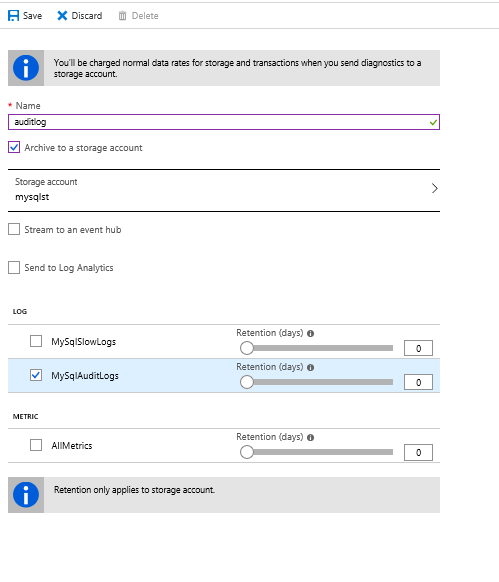 Save Discard Delete
You'll be charged normal data rates for storage and transactions when you send diagnostics to a
storage account.
* Name
auditlog
Archive to a storage account
Storage account
mysqlst
Stream to an event hub
Send to Log Analytics
LOG
MySqlSlowLogs Retention (days) 0
MySqlAuditLogs Retention (days) 0
METRIC
AllMetrics Retention (days) 0
Retention only applies to storage account.